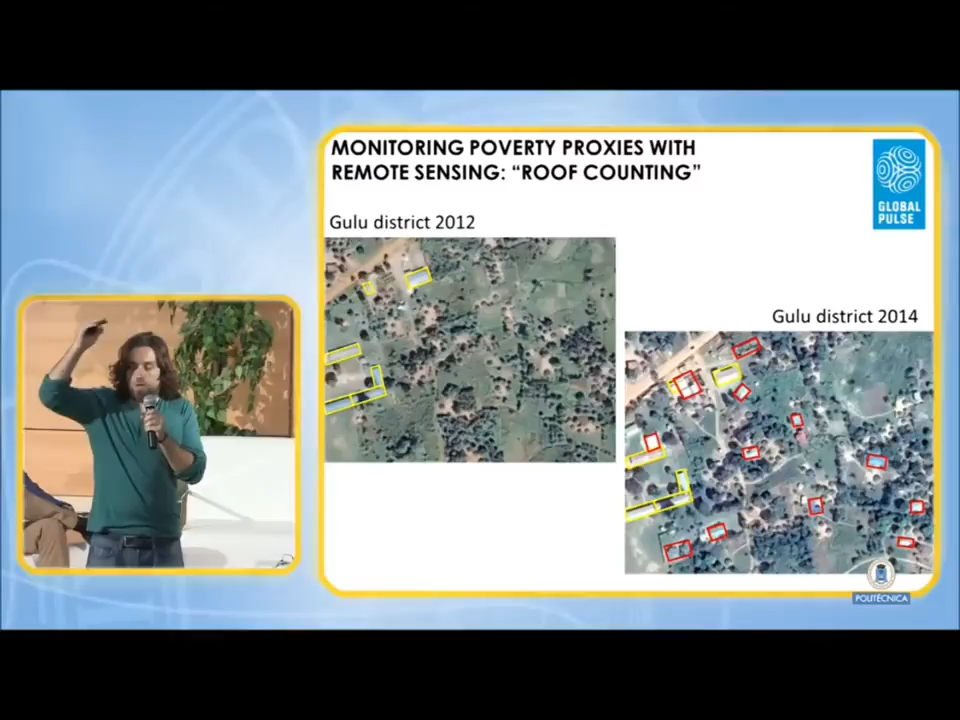 MONITORING POVERTY PROXIES WITH
REMOTE SENSING: “ROOF COUNTING”
GLOBAL
PULSE
Gulu district 2012
Gulu district 2014
POLITÉCNICA